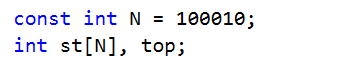 const int N = 100010;
int st[N], top;